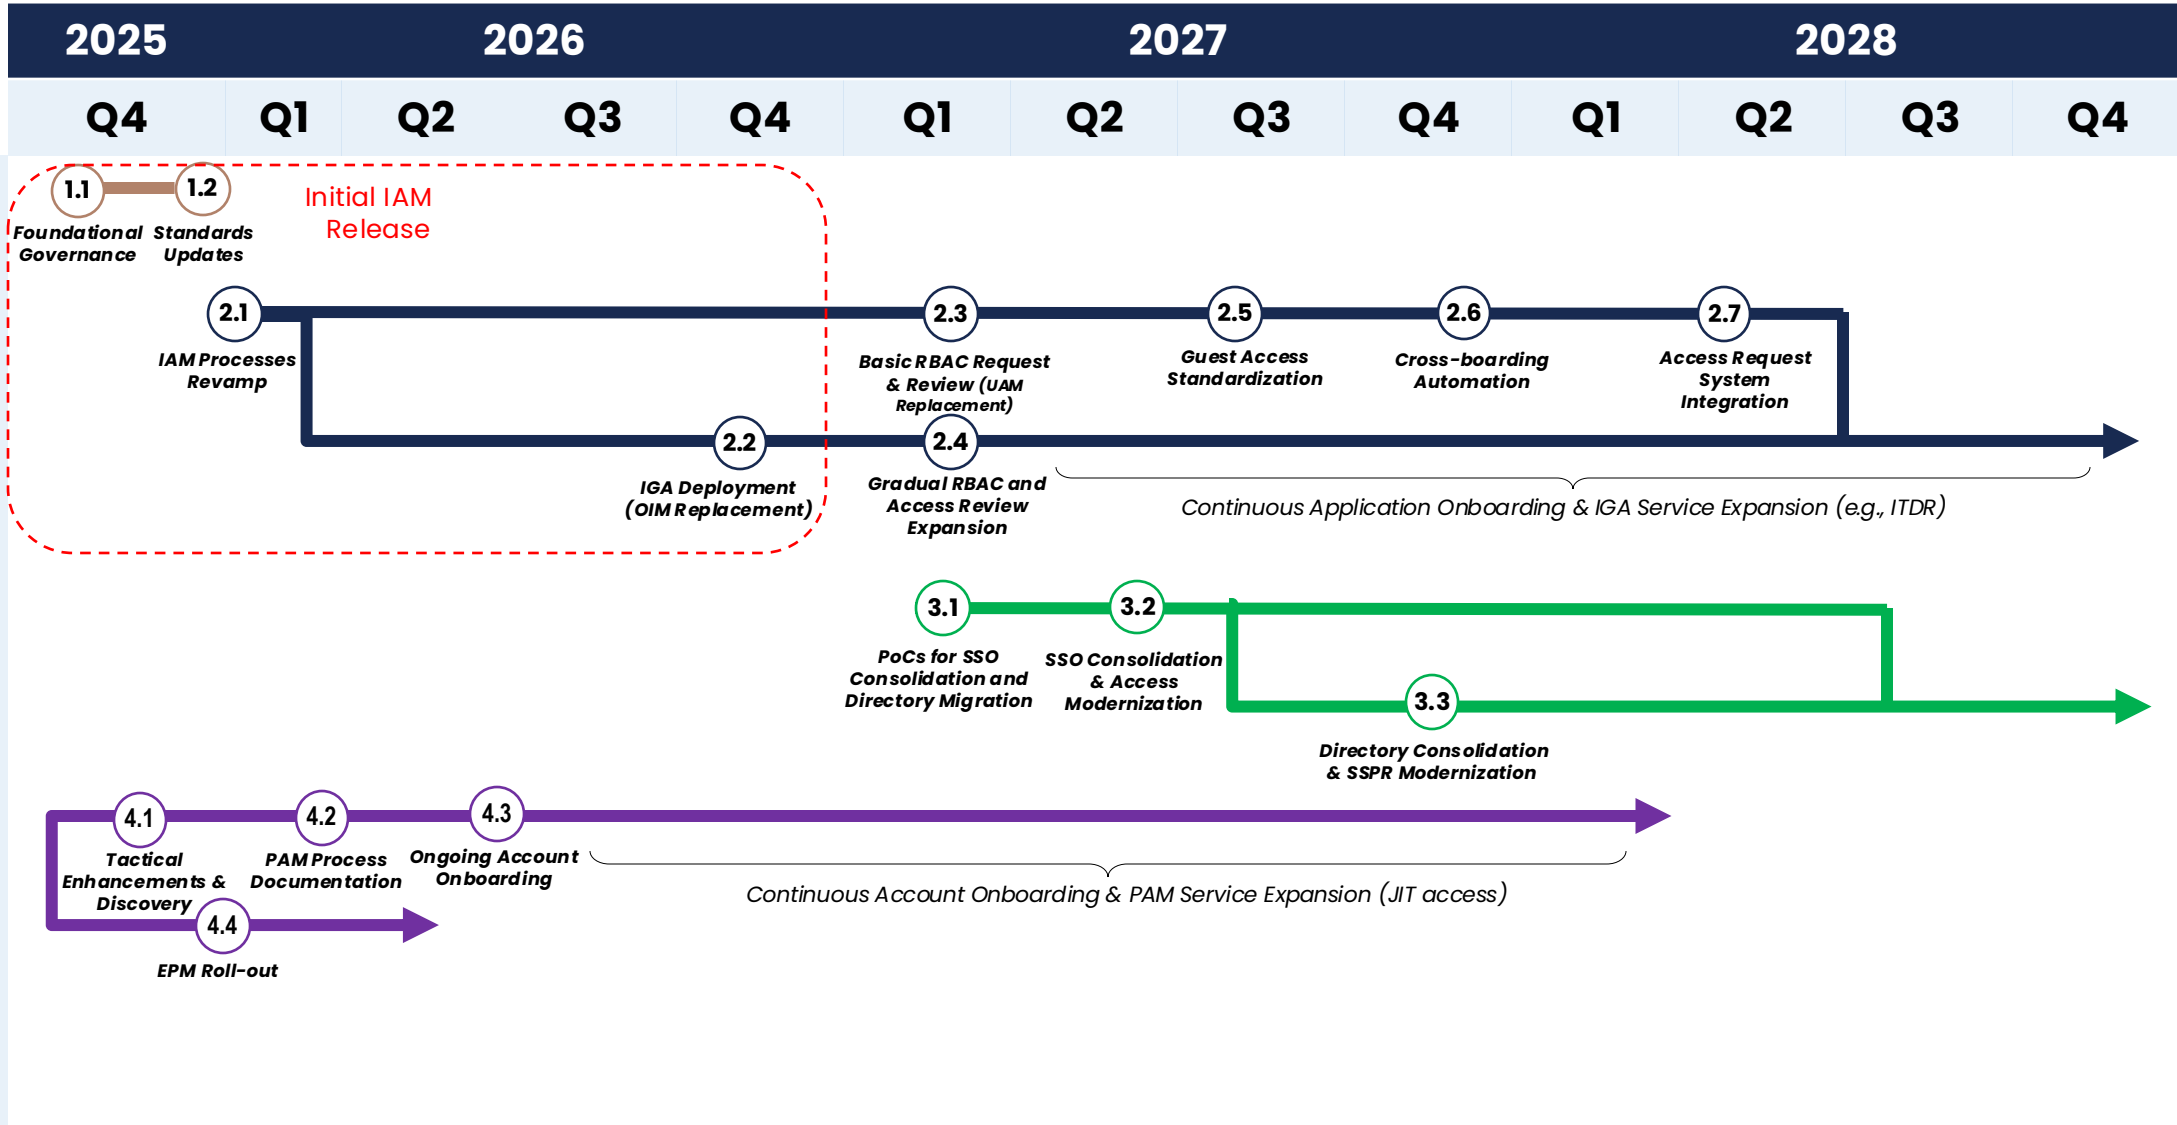 2025 2026 2027 2028
Q4 Q1 Q2 Q3 Q4 Q1 Q2 Q3 Q4 Q1 Q2 Q3 Q4
1.1 1.2
Foundational
Governance
Standards
Updates
Initial IAM
Release
2.1 2.3 2.5 2.6 2.7
IAM Processes
Revamp
Basic RBAC Request
& Review (UAM
Replacement)
Guest Access
Standardization
Cross-boarding
Automation
Access Request
System
Integration
2.2 2.4
IGA Deployment
(OIM Replacement)
Gradual RBAC and
Access Review
Expansion
Continuous Application Onboarding & IGA Service Expansion (e.g., ITDR)
3.1 3.2
PoCs for SSO
Consolidation and
Directory Migration
SSO Consolidation
& Access
Modernization
3.3
Directory Consolidation
& SSPR Modernization
4.1 4.2 4.3
Tactical
Enhancements &
Discovery
PAM Process
Documentation
Ongoing Account
Onboarding
Continuous Account Onboarding & PAM Service Expansion (JIT access)
4.4
EPM Roll-out